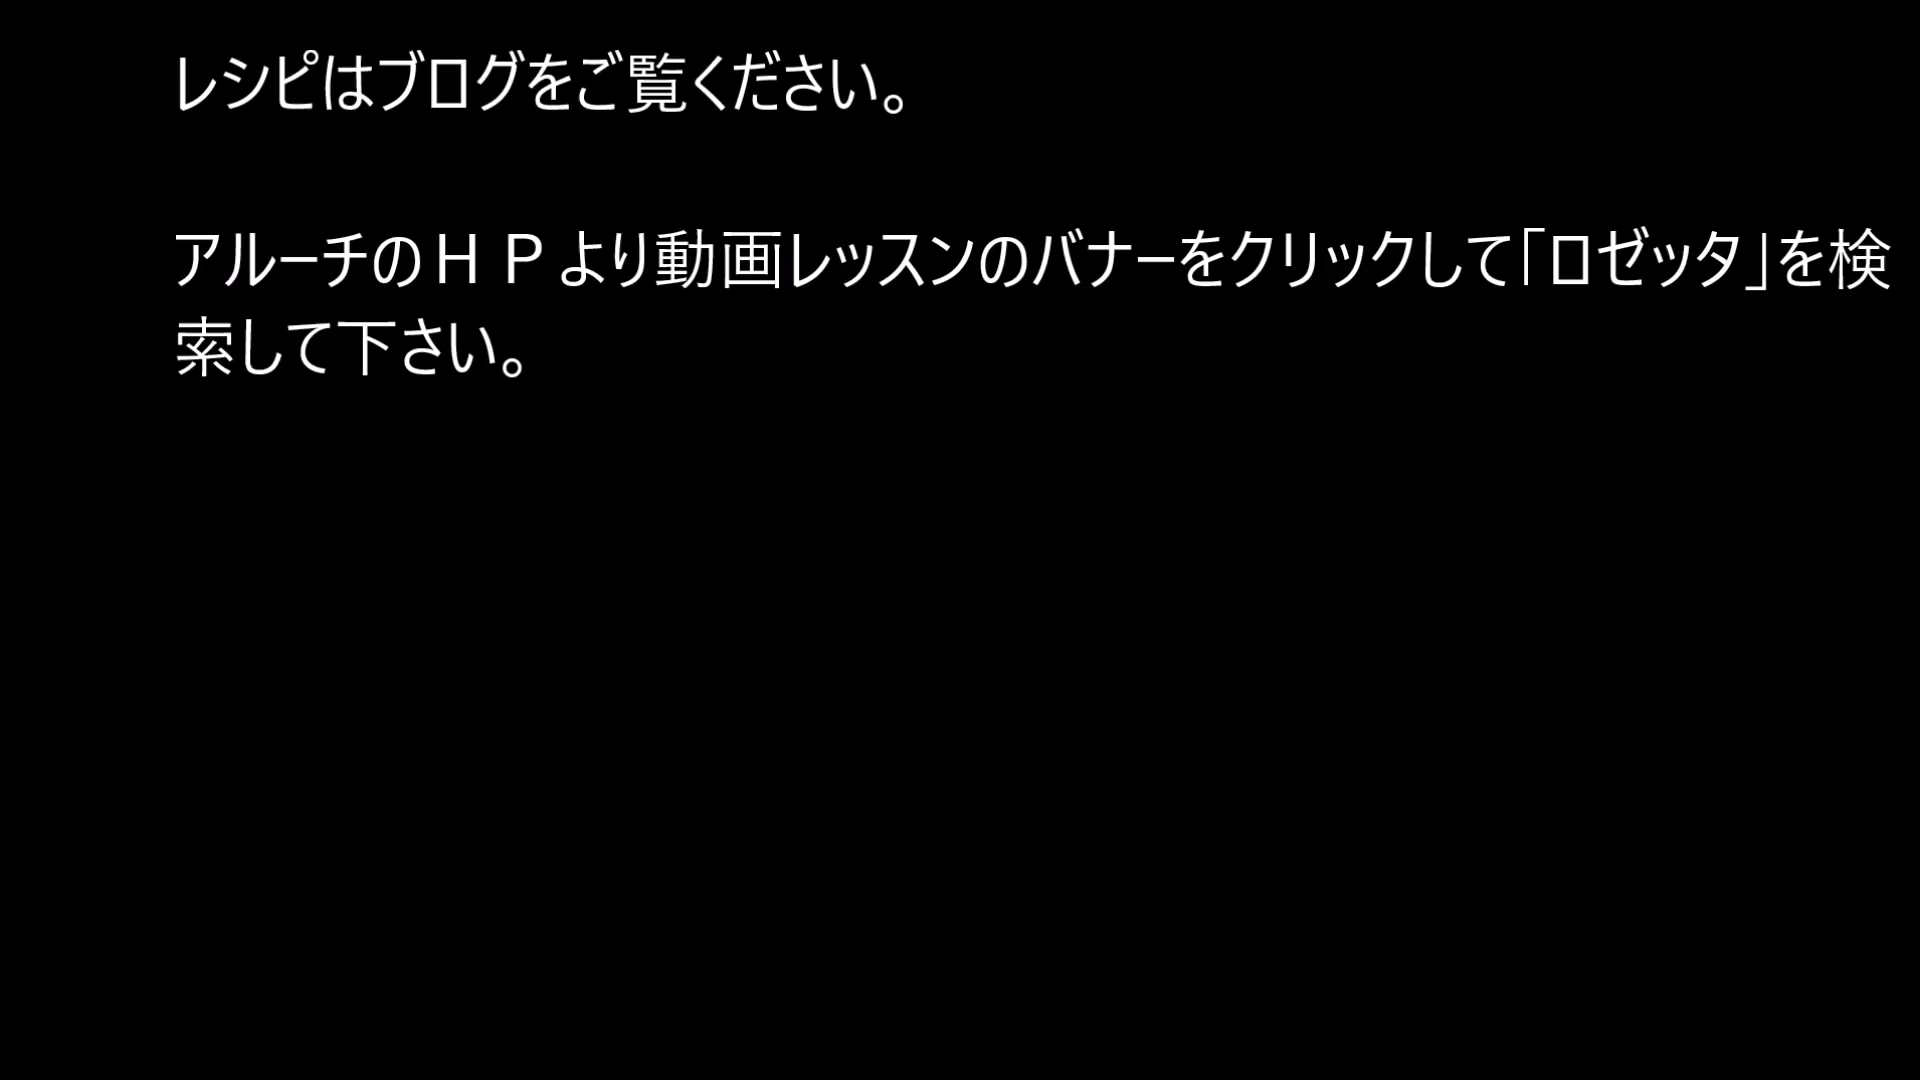 レシピはブログをご覧ください。
アルーチのＨＰより動画レッスンのバナーをクリックして「ロゼッタ」を検
索して下さい。